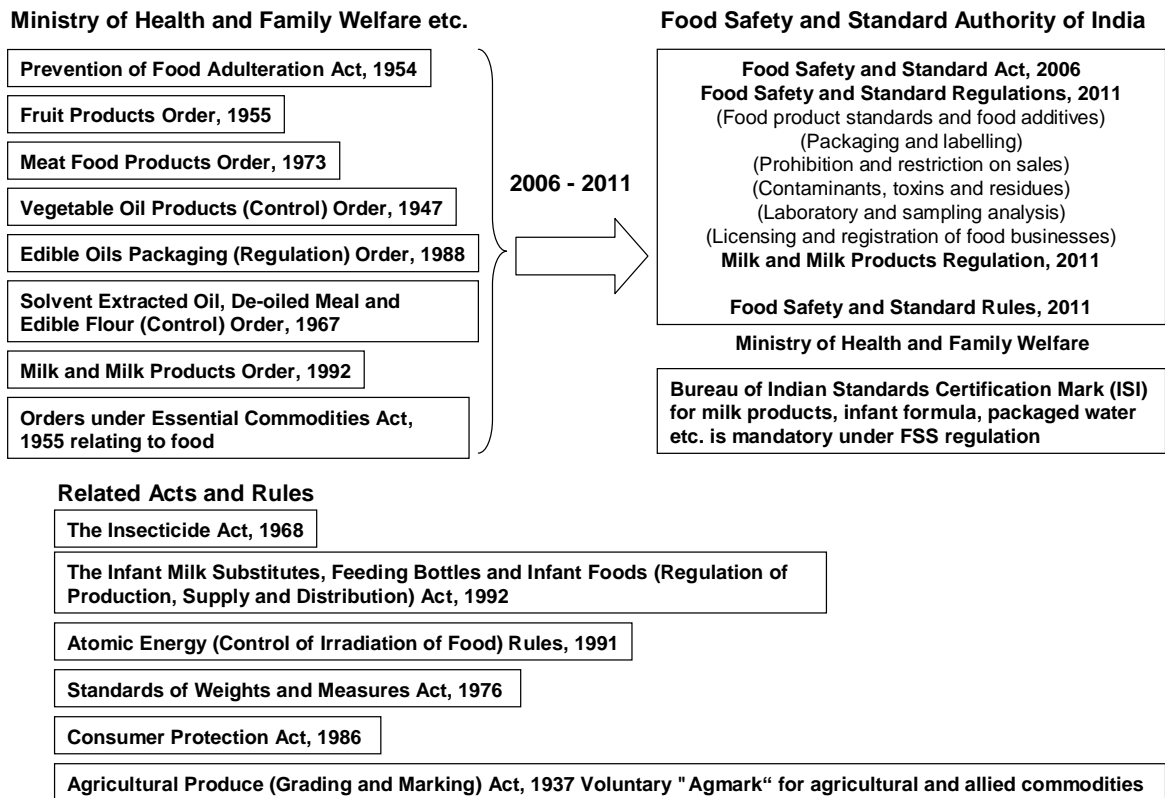 Ministry of Health and Family Welfare etc.
Prevention of Food Adulteration Act, 1954
Fruit Products Order, 1955
Meat Food Products Order, 1973
Vegetable Oil Products (Control) Order, 1947
Edible Oils Packaging (Regulation) Order, 1988
Solvent Extracted Oil, De-oiled Meal and
Edible Flour (Control) Order, 1967
Milk and Milk Products Order, 1992
Orders under Essential Commodities Act,
1955 relating to food
2006 - 2011
Food Safety and Standard Authority of India
Food Safety and Standard Act, 2006
Food Safety and Standard Regulations, 2011
(Food product standards and food additives)
(Packaging and labelling)
(Prohibition and restriction on sales)
(Contaminants, toxins and residues)
(Laboratory and sampling analysis)
(Licensing and registration of food businesses)
Milk and Milk Products Regulation, 2011
Food Safety and Standard Rules, 2011
Ministry of Health and Family Welfare
Bureau of Indian Standards Certification Mark (ISI)
for milk products, infant formula, packaged water
etc. is mandatory under FSS regulation
Related Acts and Rules
The Insecticide Act, 1968
The Infant Milk Substitutes, Feeding Bottles and Infant Foods (Regulation of
Production, Supply and Distribution) Act, 1992
Atomic Energy (Control of Irradiation of Food) Rules, 1991
Standards of Weights and Measures Act, 1976
Consumer Protection Act, 1986
Agricultural Produce (Grading and Marking) Act, 1937 Voluntary "Agmark“ for agricultural and allied commodities